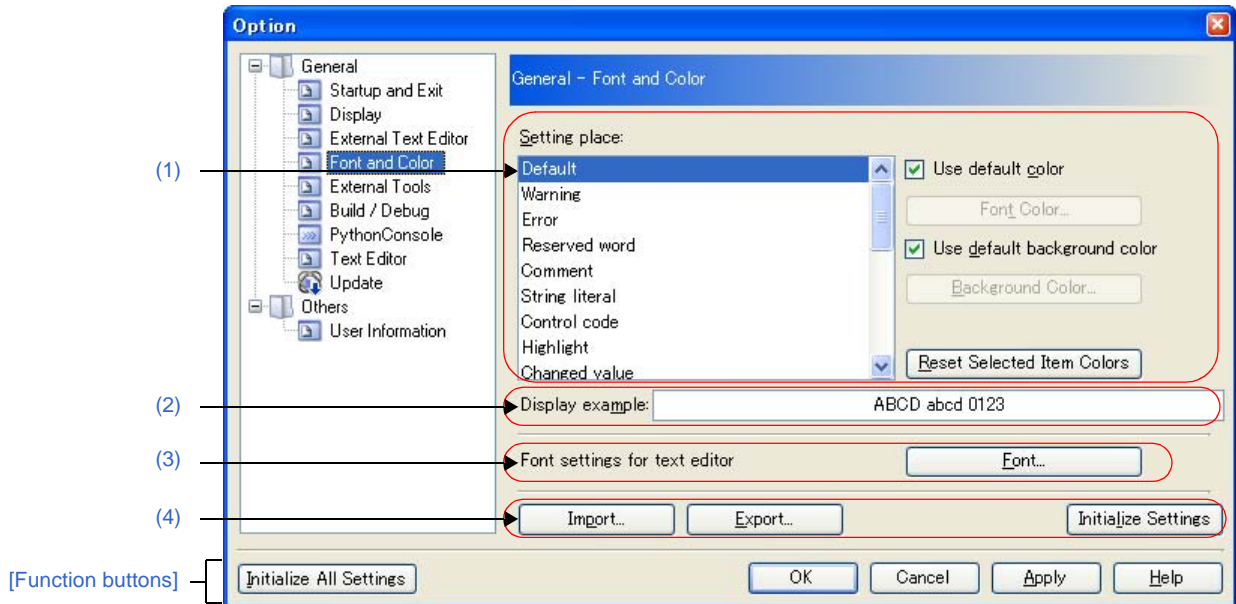 Option
General
Startup and Exit
Display
External Text Editor
Font and Color
External Tools
Build / Debug
PythonConsole
Text Editor
Update
Others
User Information
General - Font and Color
(1)
Setting place:
Default
Warning
Error
Reserved word
Comment
String literal
Control code
Highlight
Changed value
Use default color
Font Color...
Use default background color
Background Color...
Reset Selected Item Colors
(2)
Display example:
ABCD abcd 0123
(3)
Font settings for text editor
Font...
(4)
Import...
Export...
Initialize Settings
[Function buttons]
Initialize All Settings
OK
Cancel
Apply
Help